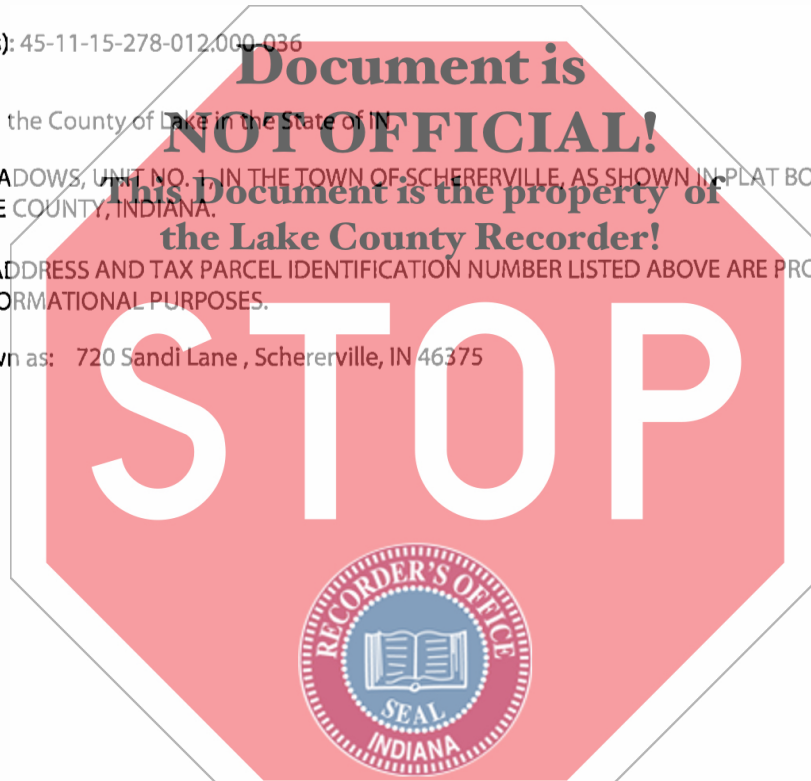 ): 45-11-15-278-012.000-036
Document is
the County of Lake in the State of IN
NOT OFFICIAL!
ADOWS, UNIT NO. 1, IN THE TOWN OF SCHERERVILLE, AS SHOWN IN PLAT BO
This Document is the property of
E COUNTY, INDIANA.
the Lake County Recorder!
ADDRESS AND TAX PARCEL IDENTIFICATION NUMBER LISTED ABOVE ARE PRO
ORMATIONAL PURPOSES.
STOP
wn as: 720 Sandi Lane , Schererville, IN 46375
RECORDER'S OFFICE
SEAL
INDIANA